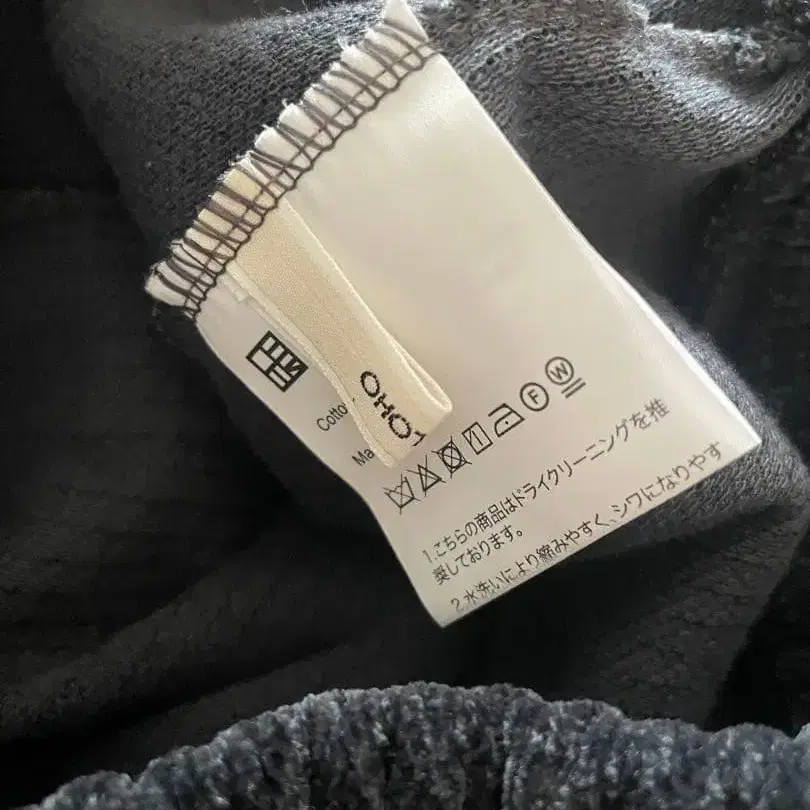 OHOT
Cotto
Ma
F W
1.こちらの商品はドライクリーニングを推
奨しております。
2.水洗いにより縮みやすく、シワになりやす